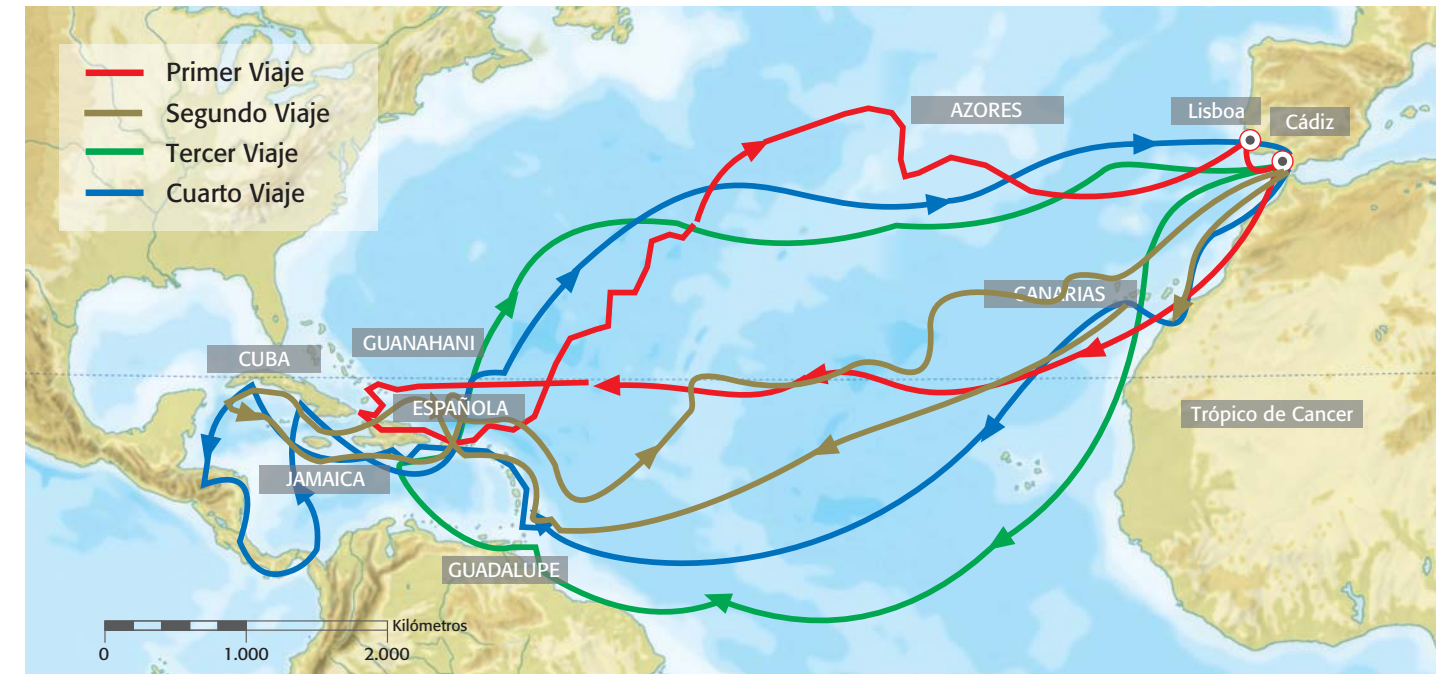 Primer Viaje
Segundo Viaje
Tercer Viaje
Cuarto Viaje
AZORES
Lisboa
Cádiz
CANARIAS
GUANAHANI
CUBA
ESPAÑOLA
Trópico de Cancer
JAMAICA
GUADALUPE
Kilómetros
0 1.000 2.000